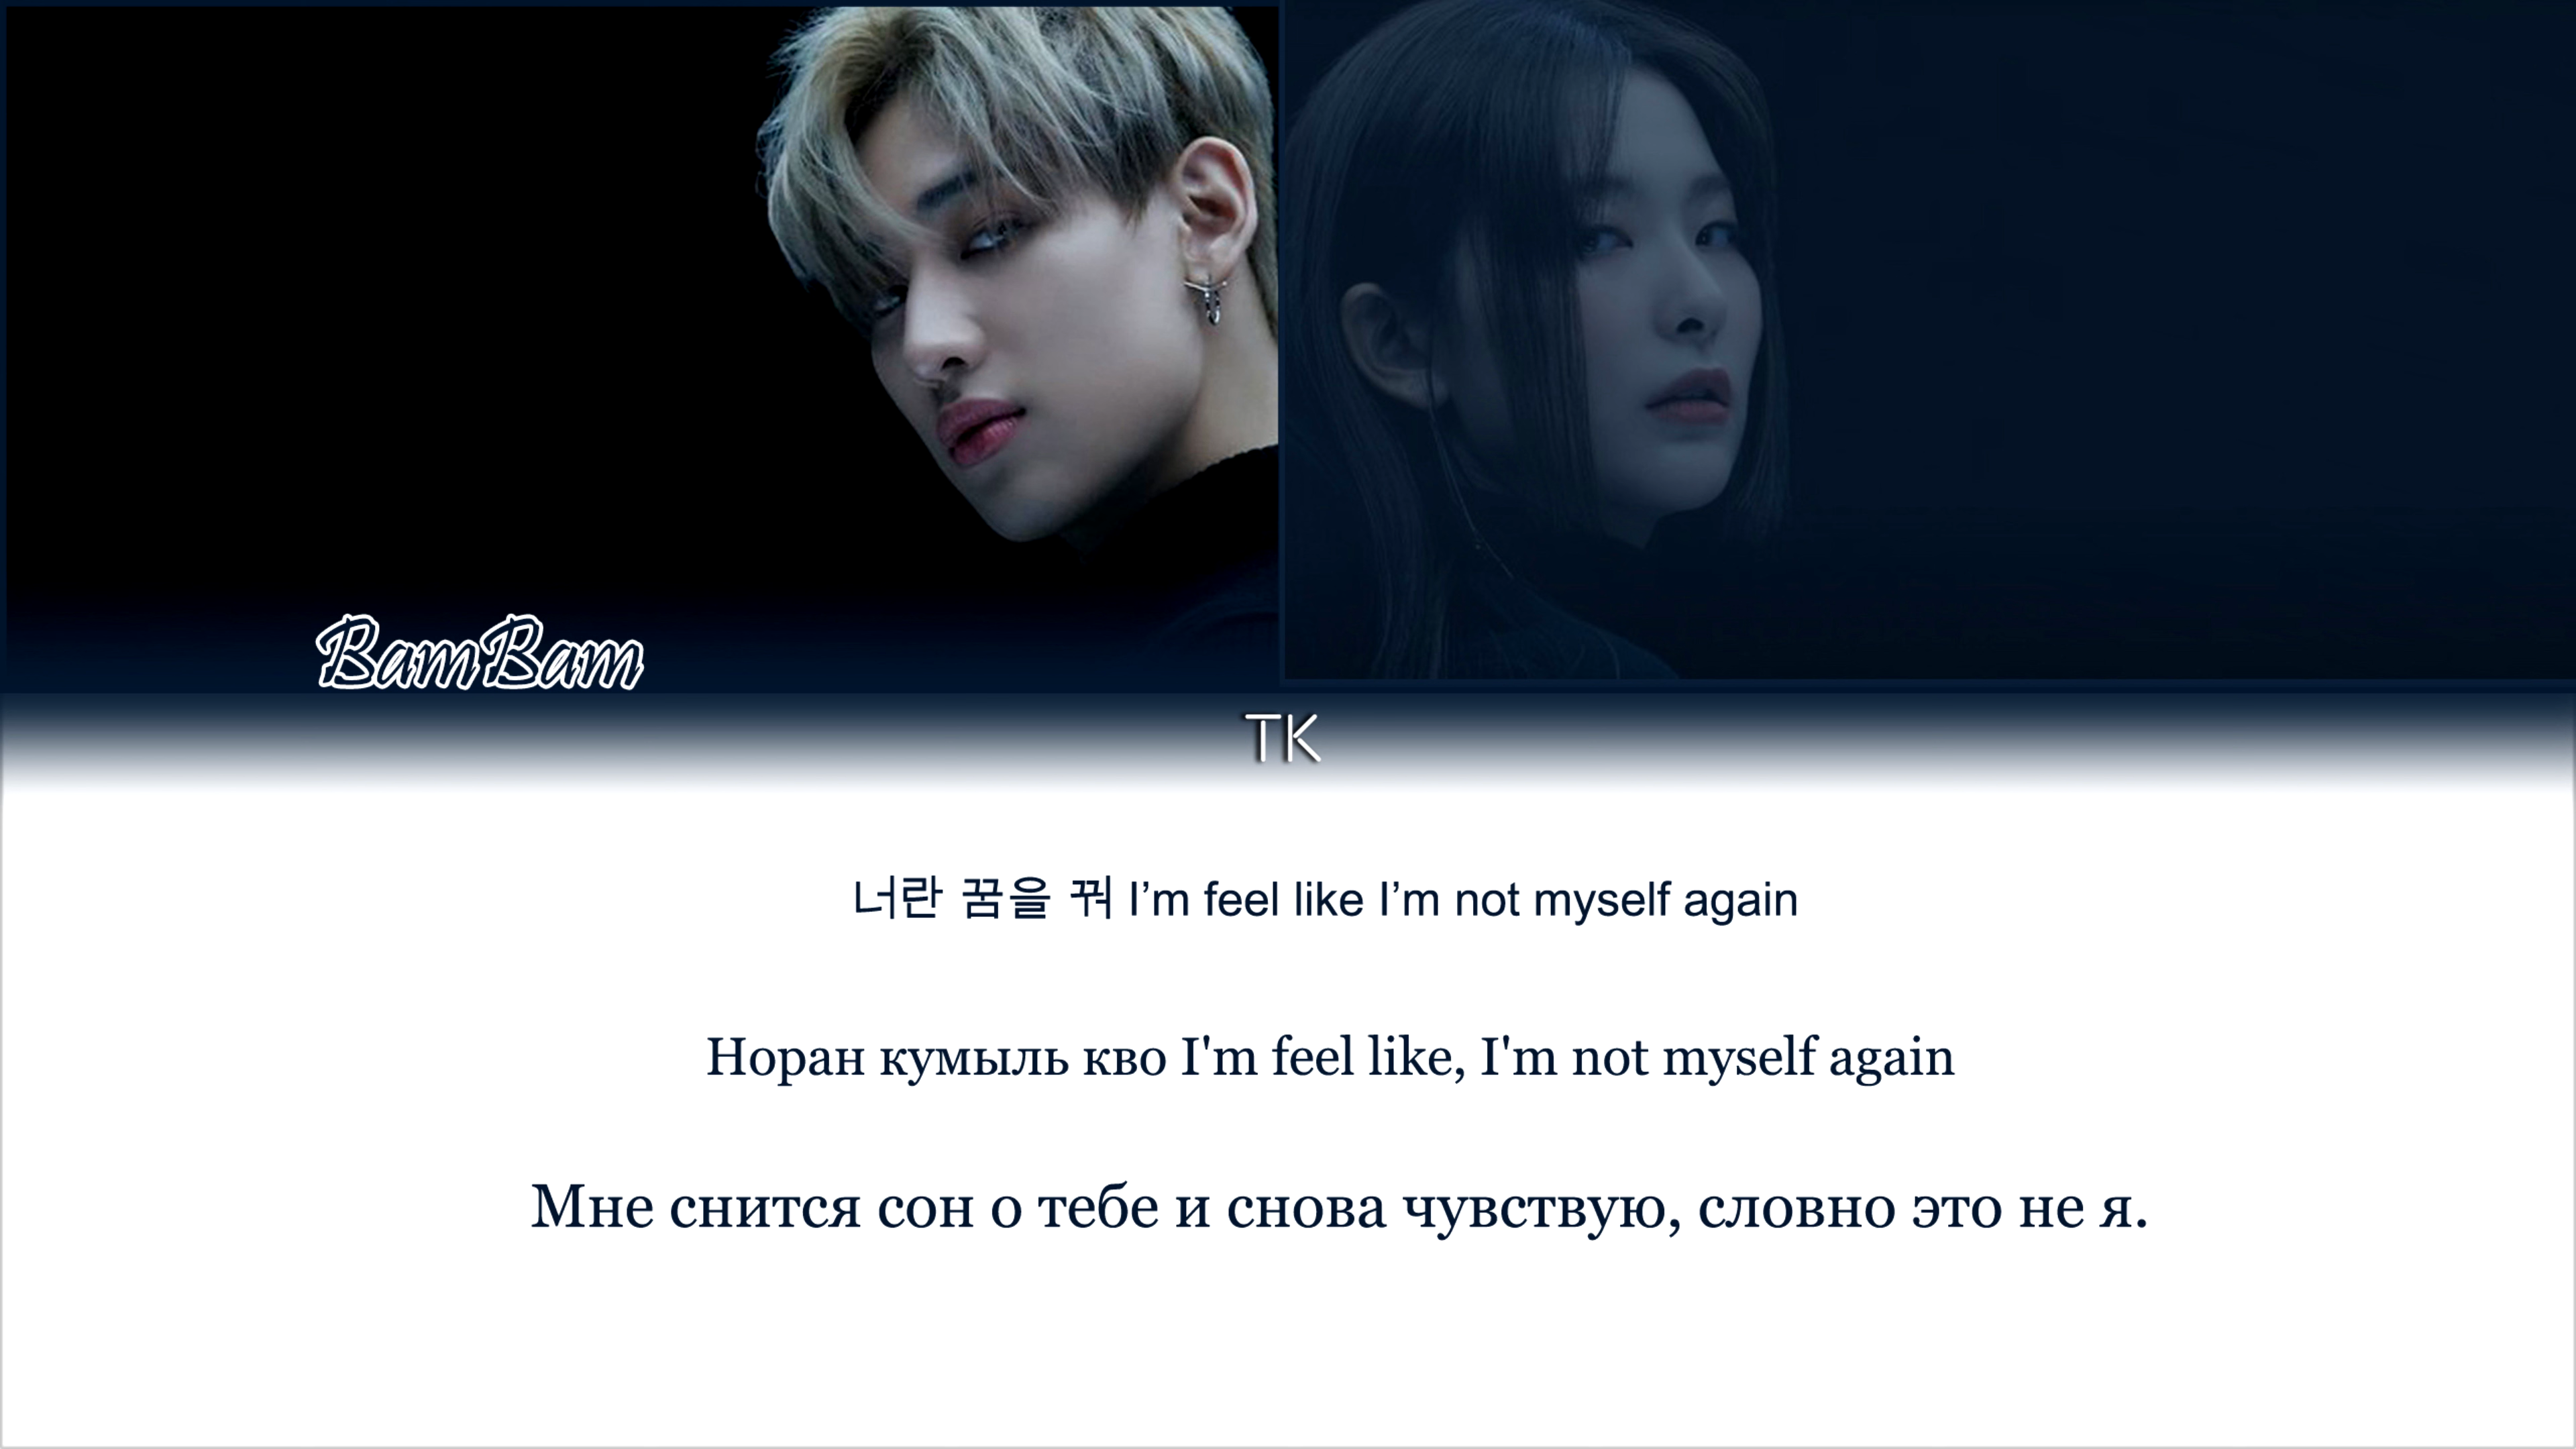 BamBam
TK
너란 꿈을 꿔 I’m feel like I’m not myself again
Норан кумыль кво I'm feel like, I'm not myself again
Мне снится сон о тебе и снова чувствую, словно это не я.